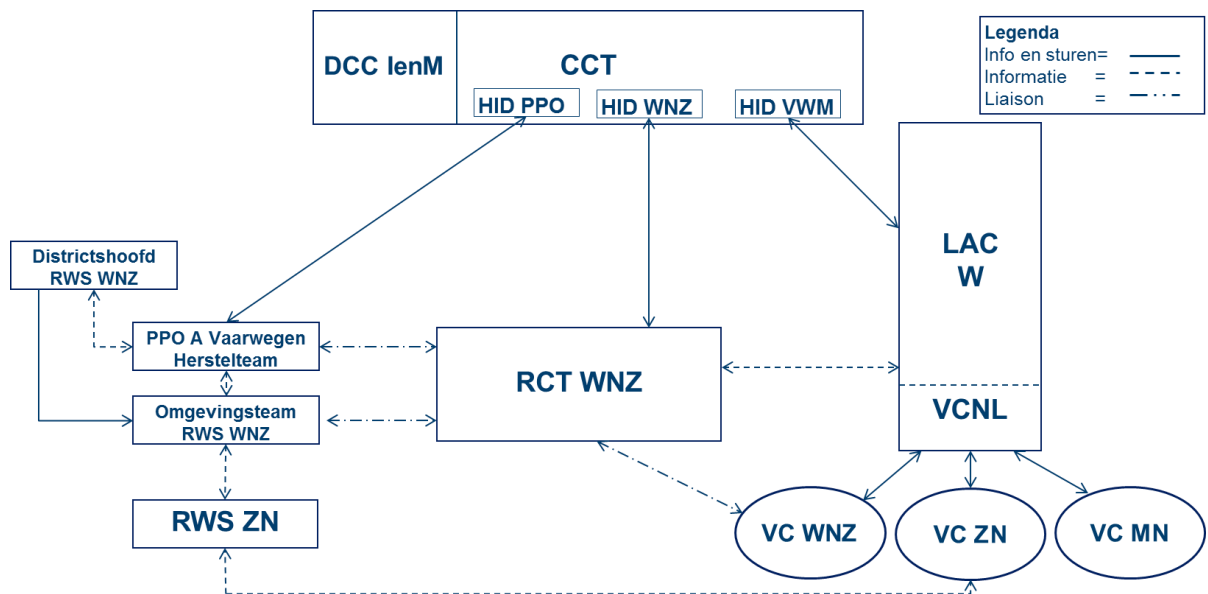 DCC IenM
CCT
HID PPO
HID WNZ
HID VWM
Legenda
Info en sturen=
Informatie =
Liaison =
LAC
W
VCNL
Districtshoofd
RWS WNZ
PPO A Vaarwegen
Herstelteam
Omgevingsteam
RWS WNZ
RCT WNZ
RWS ZN
VC WNZ
VC ZN
VC MN